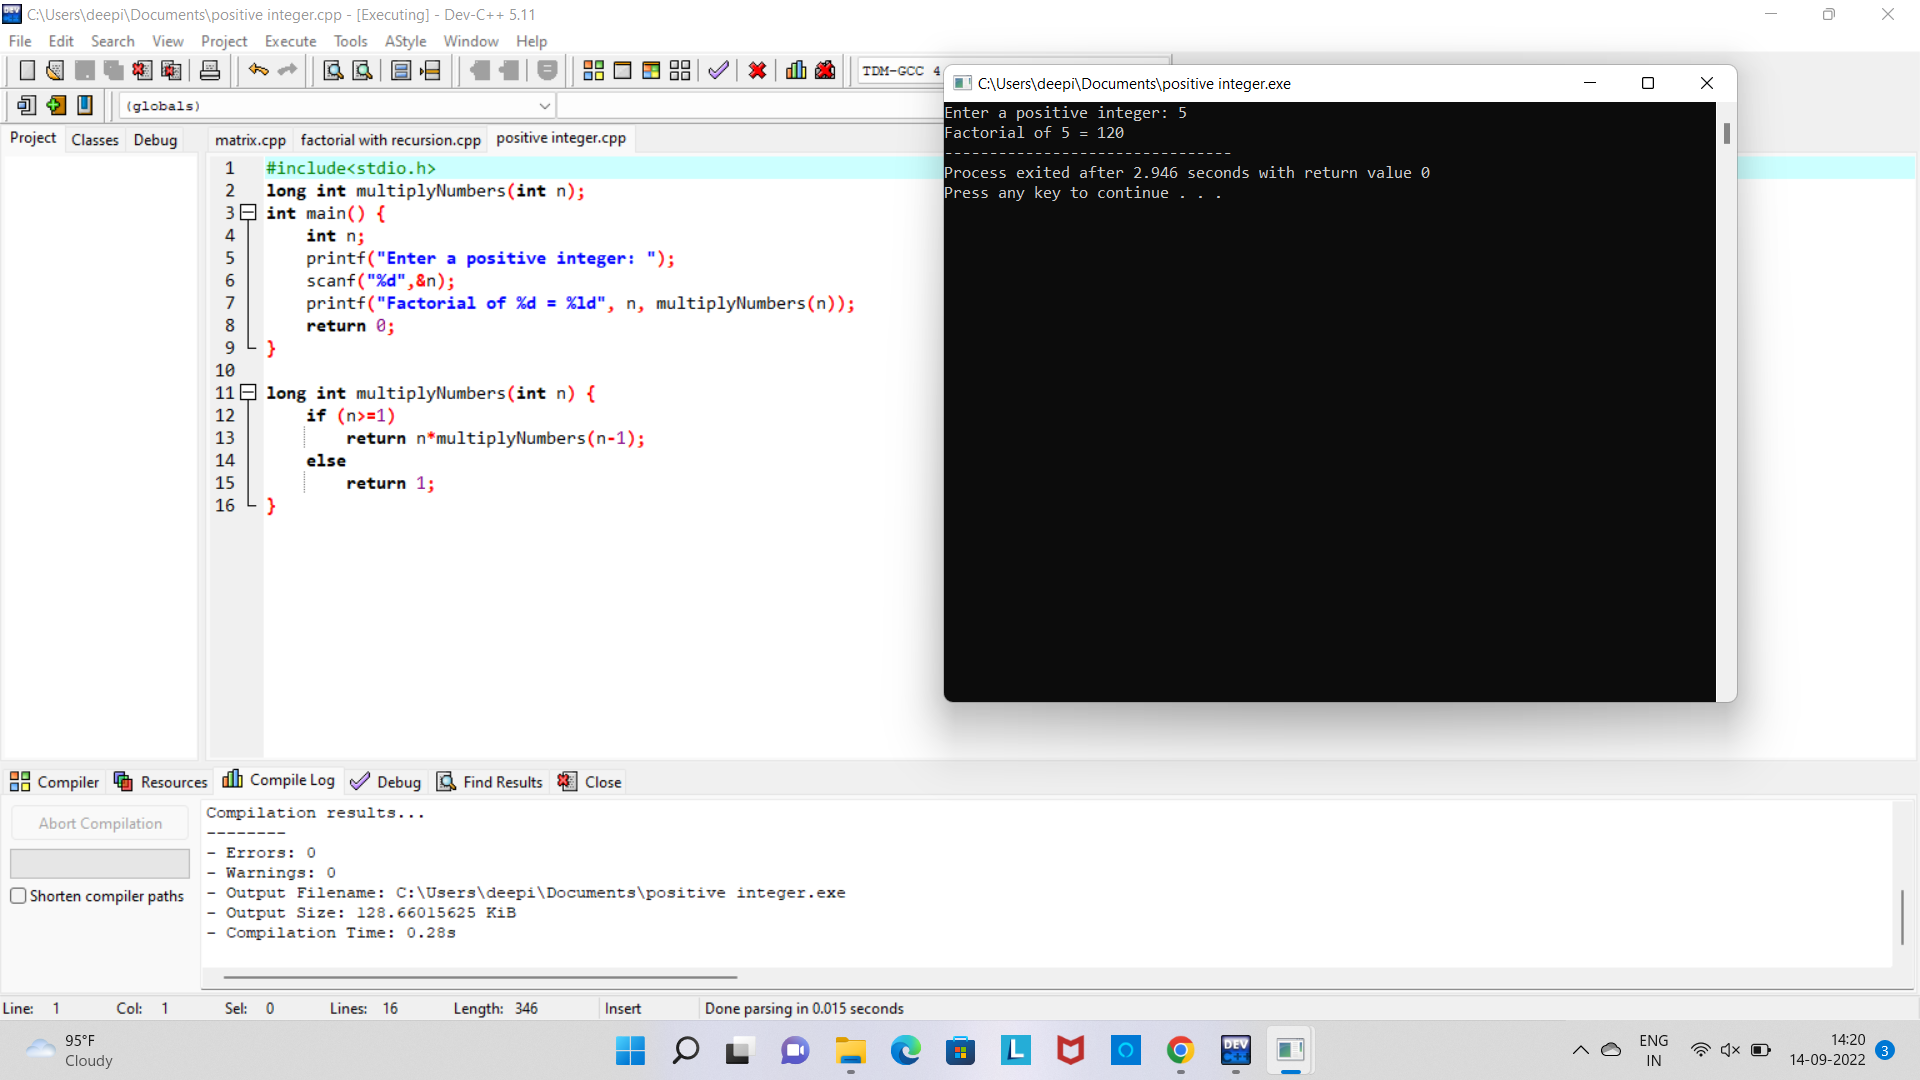 C:\Users\deepi\Documents\positive integer.cpp - [Executing] - Dev-C++ 5.11
File Edit Search View Project Execute Tools AStyle Window Help
TDM-GCC 4
(globals)
Project Classes Debug
matrix.cpp factorial with recursion.cpp positive integer.cpp
1 #include<stdio.h>
2 long int multiplyNumbers(int n);
3 int main() {
4 int n;
5 printf("Enter a positive integer: ");
6 scanf("%d",&n);
7 printf("Factorial of %d = %ld", n, multiplyNumbers(n));
8 return 0;
9 }
10
11 long int multiplyNumbers(int n) {
12 if (n>=1)
13 return n*multiplyNumbers(n-1);
14 else
15 return 1;
16 }
C:\Users\deepi\Documents\positive integer.exe
Enter a positive integer: 5
Factorial of 5 = 120
--------------------------------
Process exited after 2.946 seconds with return value 0
Press any key to continue . . .
Compiler Resources Compile Log Debug Find Results Close
Abort Compilation
Shorten compiler paths
Compilation results...
--------
- Errors: 0
- Warnings: 0
- Output Filename: C:\Users\deepi\Documents\positive integer.exe
- Output Size: 128.66015625 KiB
- Compilation Time: 0.28s
Line: 1 Col: 1 Sel: 0 Lines: 16 Length: 346 Insert Done parsing in 0.015 seconds
95°F
Cloudy
DEV
C++
ENG
IN
14:20
14-09-2022
3